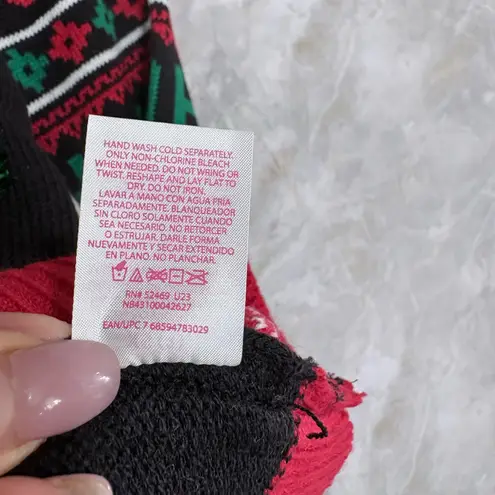 HAND WASH COLD SEPARATELY.
ONLY NON-CHLORINE BLEACH
WHEN NEEDED. DO NOT WRING OR
TWIST. RESHAPE AND LAY FLAT TO
DRY. DO NOT IRON.
LAVAR A MANO CON AGUA FRÍA
SEPARADAMENTE. BLANQUEADOR
SIN CLORO SOLAMENTE CUANDO
SEA NECESARIO. NO RETORCER
O ESTRUJAR. DARLE FORMA
NUEVAMENTE Y SECAR EXTENDIDO
EN PLANO. NO PLANCHAR.
RN# 52469 U23
N843100042627
EAN/UPC 7 68594783029